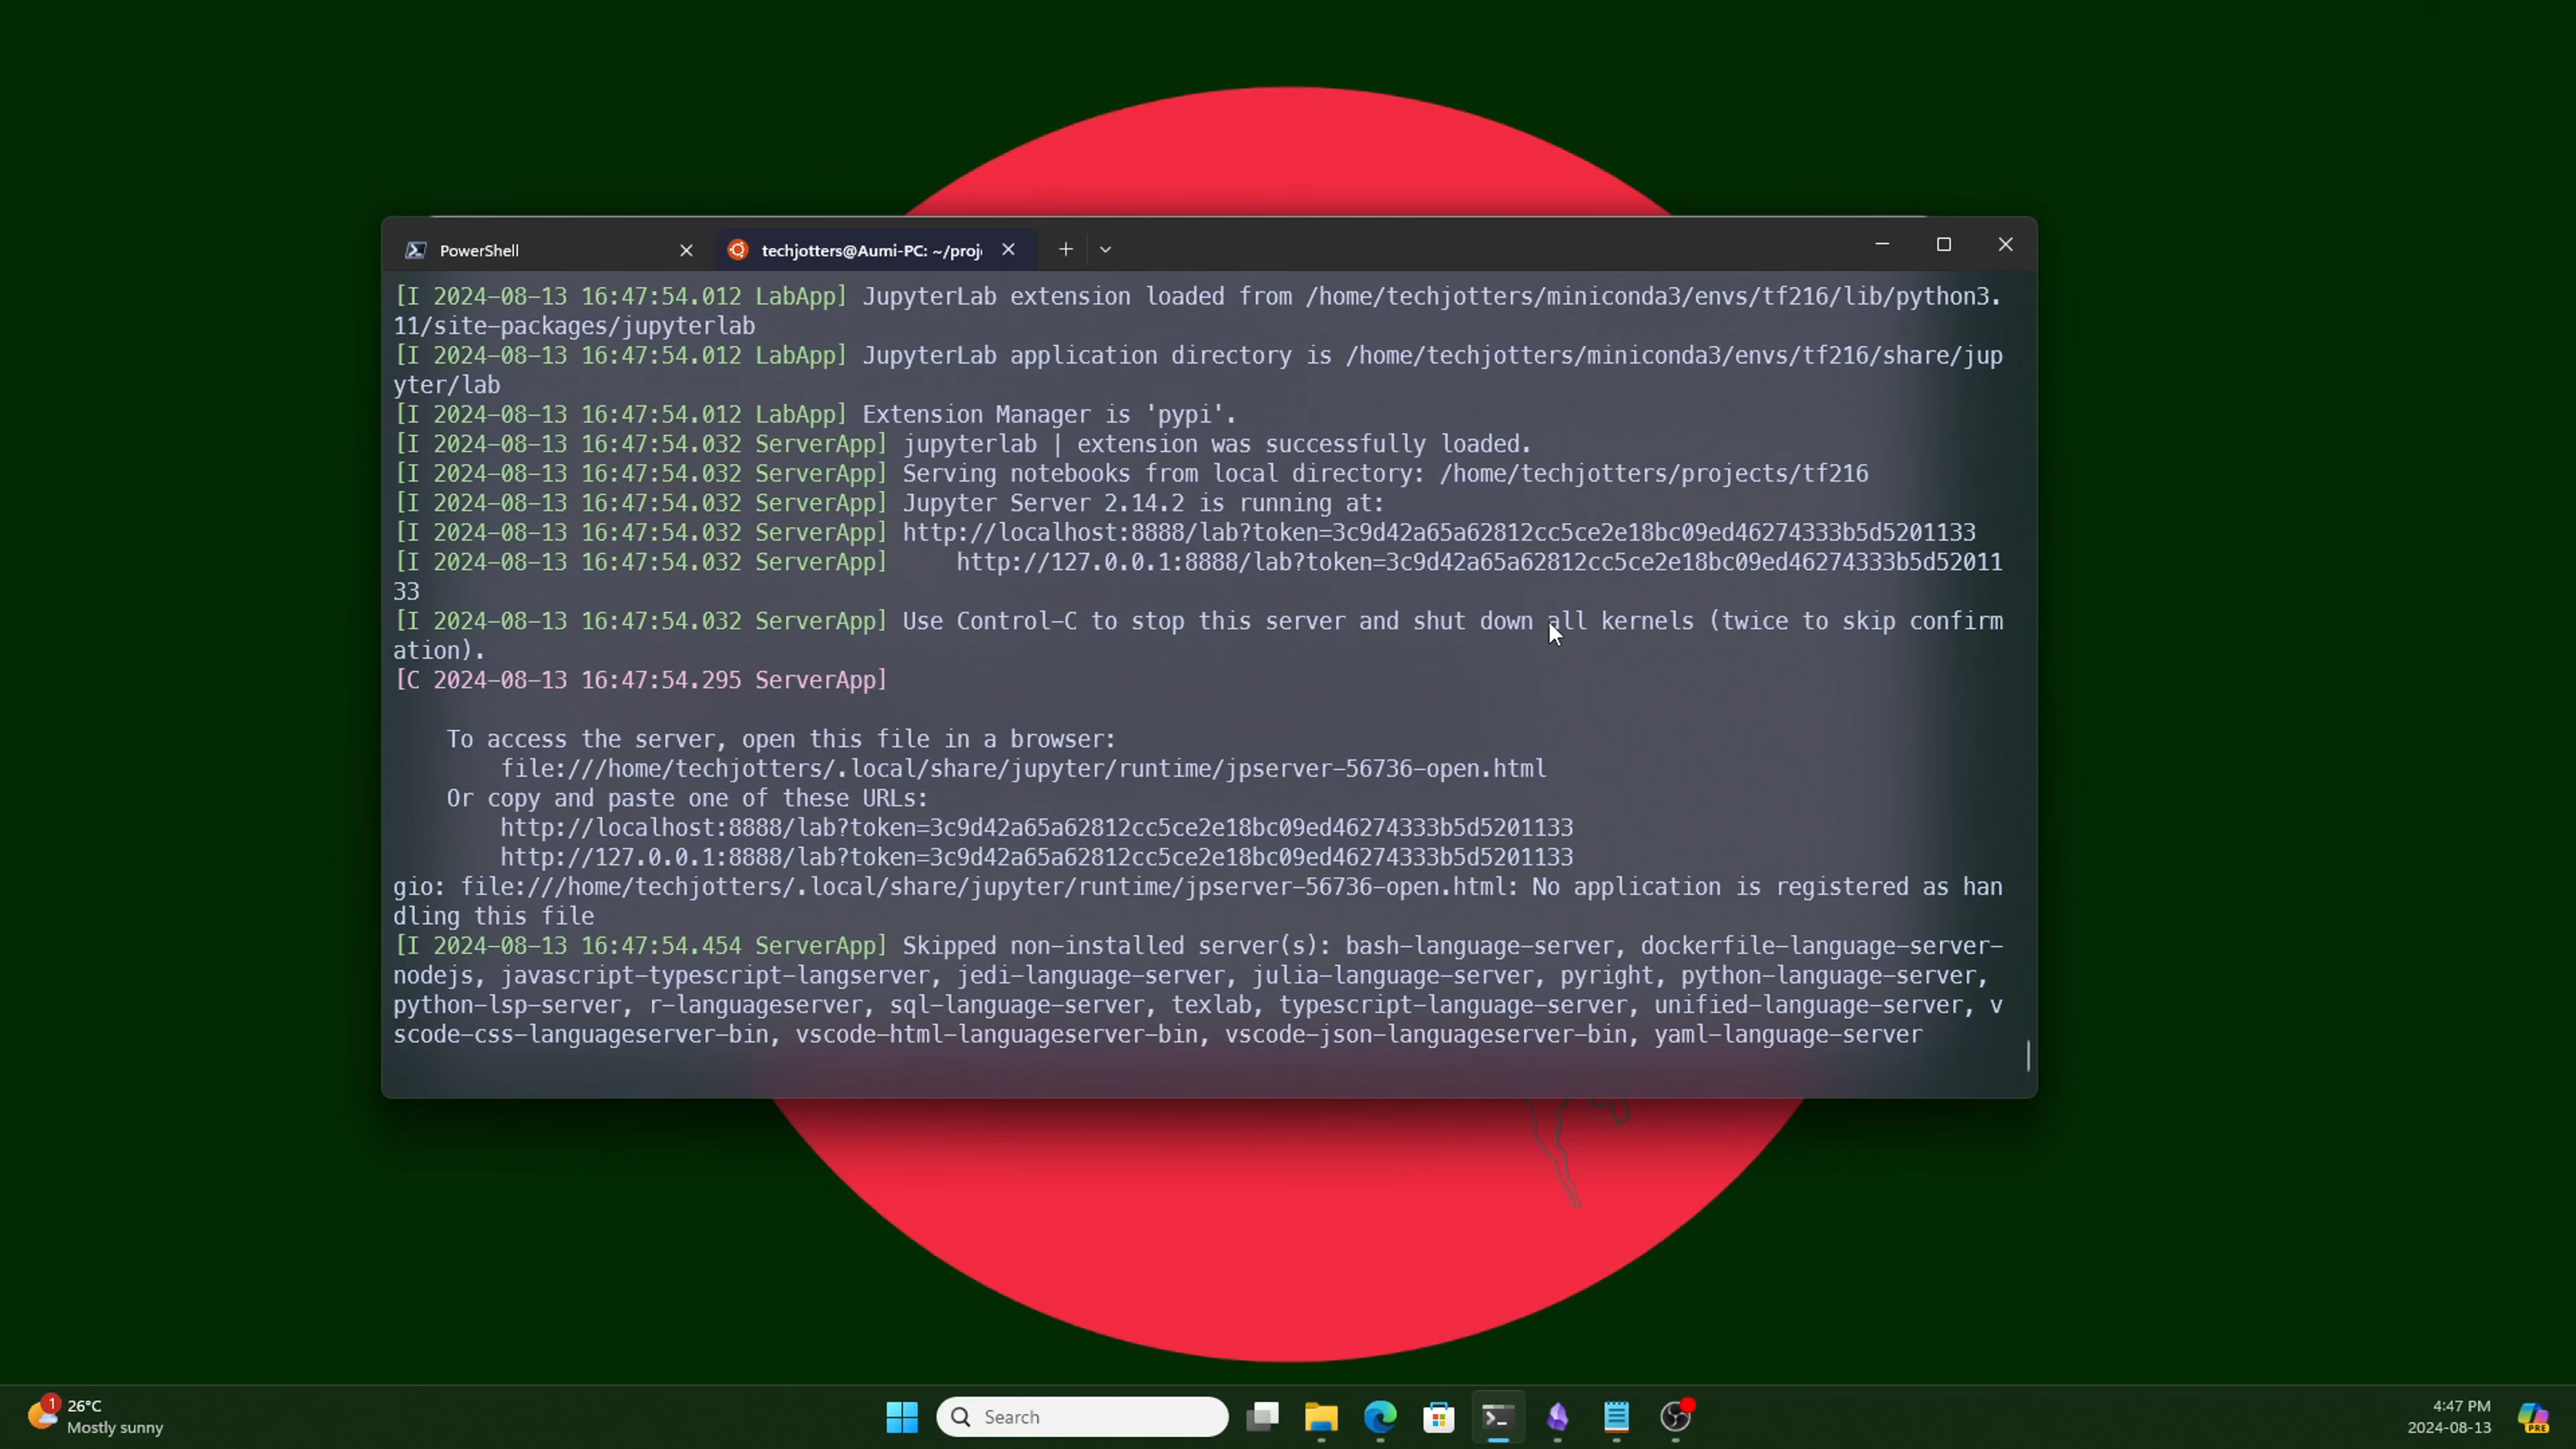 PowerShell
techjotters@Aumi-PC: ~/proj
[I 2024-08-13 16:47:54.012 LabApp] JupyterLab extension loaded from /home/techjotters/miniconda3/envs/tf216/lib/python3.
11/site-packages/jupyterlab
[I 2024-08-13 16:47:54.012 LabApp] JupyterLab application directory is /home/techjotters/miniconda3/envs/tf216/share/jup
yter/lab
[I 2024-08-13 16:47:54.012 LabApp] Extension Manager is 'pypi'.
[I 2024-08-13 16:47:54.032 ServerApp] jupyterlab | extension was successfully loaded.
[I 2024-08-13 16:47:54.032 ServerApp] Serving notebooks from local directory: /home/techjotters/projects/tf216
[I 2024-08-13 16:47:54.032 ServerApp] Jupyter Server 2.14.2 is running at:
[I 2024-08-13 16:47:54.032 ServerApp] http://localhost:8888/lab?token=3c9d42a65a62812cc5ce2e18bc09ed46274333b5d5201133
[I 2024-08-13 16:47:54.032 ServerApp]     http://127.0.0.1:8888/lab?token=3c9d42a65a62812cc5ce2e18bc09ed46274333b5d52011
33
[I 2024-08-13 16:47:54.032 ServerApp] Use Control-C to stop this server and shut down all kernels (twice to skip confirm
ation).
[C 2024-08-13 16:47:54.295 ServerApp]
To access the server, open this file in a browser:
file:///home/techjotters/.local/share/jupyter/runtime/jpserver-56736-open.html
Or copy and paste one of these URLs:
http://localhost:8888/lab?token=3c9d42a65a62812cc5ce2e18bc09ed46274333b5d5201133
http://127.0.0.1:8888/lab?token=3c9d42a65a62812cc5ce2e18bc09ed46274333b5d5201133
gio: file:///home/techjotters/.local/share/jupyter/runtime/jpserver-56736-open.html: No application is registered as han
dling this file
[I 2024-08-13 16:47:54.454 ServerApp] Skipped non-installed server(s): bash-language-server, dockerfile-language-server-
nodejs, javascript-typescript-langserver, jedi-language-server, julia-language-server, pyright, python-language-server,
python-lsp-server, r-languageserver, sql-language-server, texlab, typescript-language-server, unified-language-server, v
scode-css-languageserver-bin, vscode-html-languageserver-bin, vscode-json-languageserver-bin, yaml-language-server
1
26°C
Mostly sunny
Search
4:47 PM
2024-08-13
PRE